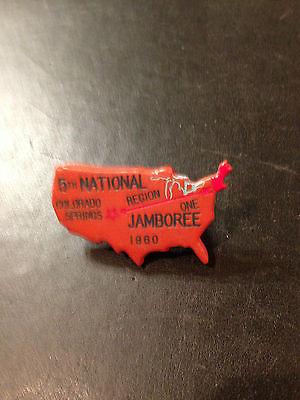 5TH NATIONAL
COLORADO
SPRINGS
REGION
ONE
JAMBOREE
1960